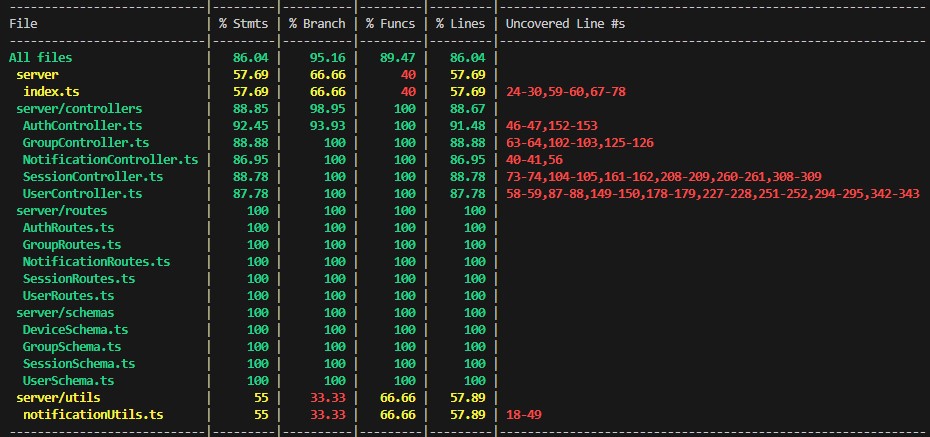 File | % Stmts | % Branch | % Funcs | % Lines | Uncovered Line #s
All files | 86.04 | 95.16 | 89.47 | 86.04 |
server | 57.69 | 66.66 | 40 | 57.69 |
index.ts | 57.69 | 66.66 | 40 | 57.69 | 24-30,59-60,67-78
server/controllers | 88.85 | 98.95 | 100 | 88.67 |
AuthController.ts | 92.45 | 93.93 | 100 | 91.48 | 46-47,152-153
GroupController.ts | 88.88 | 100 | 100 | 88.88 | 63-64,102-103,125-126
NotificationController.ts | 86.95 | 100 | 100 | 86.95 | 40-41,56
SessionController.ts | 88.78 | 100 | 100 | 88.78 | 73-74,104-105,161-162,208-209,260-261,308-309
UserController.ts | 87.78 | 100 | 100 | 87.78 | 58-59,87-88,149-150,178-179,227-228,251-252,294-295,342-343
server/routes | 100 | 100 | 100 | 100 |
AuthRoutes.ts | 100 | 100 | 100 | 100 |
GroupRoutes.ts | 100 | 100 | 100 | 100 |
NotificationRoutes.ts | 100 | 100 | 100 | 100 |
SessionRoutes.ts | 100 | 100 | 100 | 100 |
UserRoutes.ts | 100 | 100 | 100 | 100 |
server/schemas | 100 | 100 | 100 | 100 |
DeviceSchema.ts | 100 | 100 | 100 | 100 |
GroupSchema.ts | 100 | 100 | 100 | 100 |
SessionSchema.ts | 100 | 100 | 100 | 100 |
UserSchema.ts | 100 | 100 | 100 | 100 |
server/utils | 55 | 33.33 | 66.66 | 57.89 |
notificationUtils.ts | 55 | 33.33 | 66.66 | 57.89 | 18-49